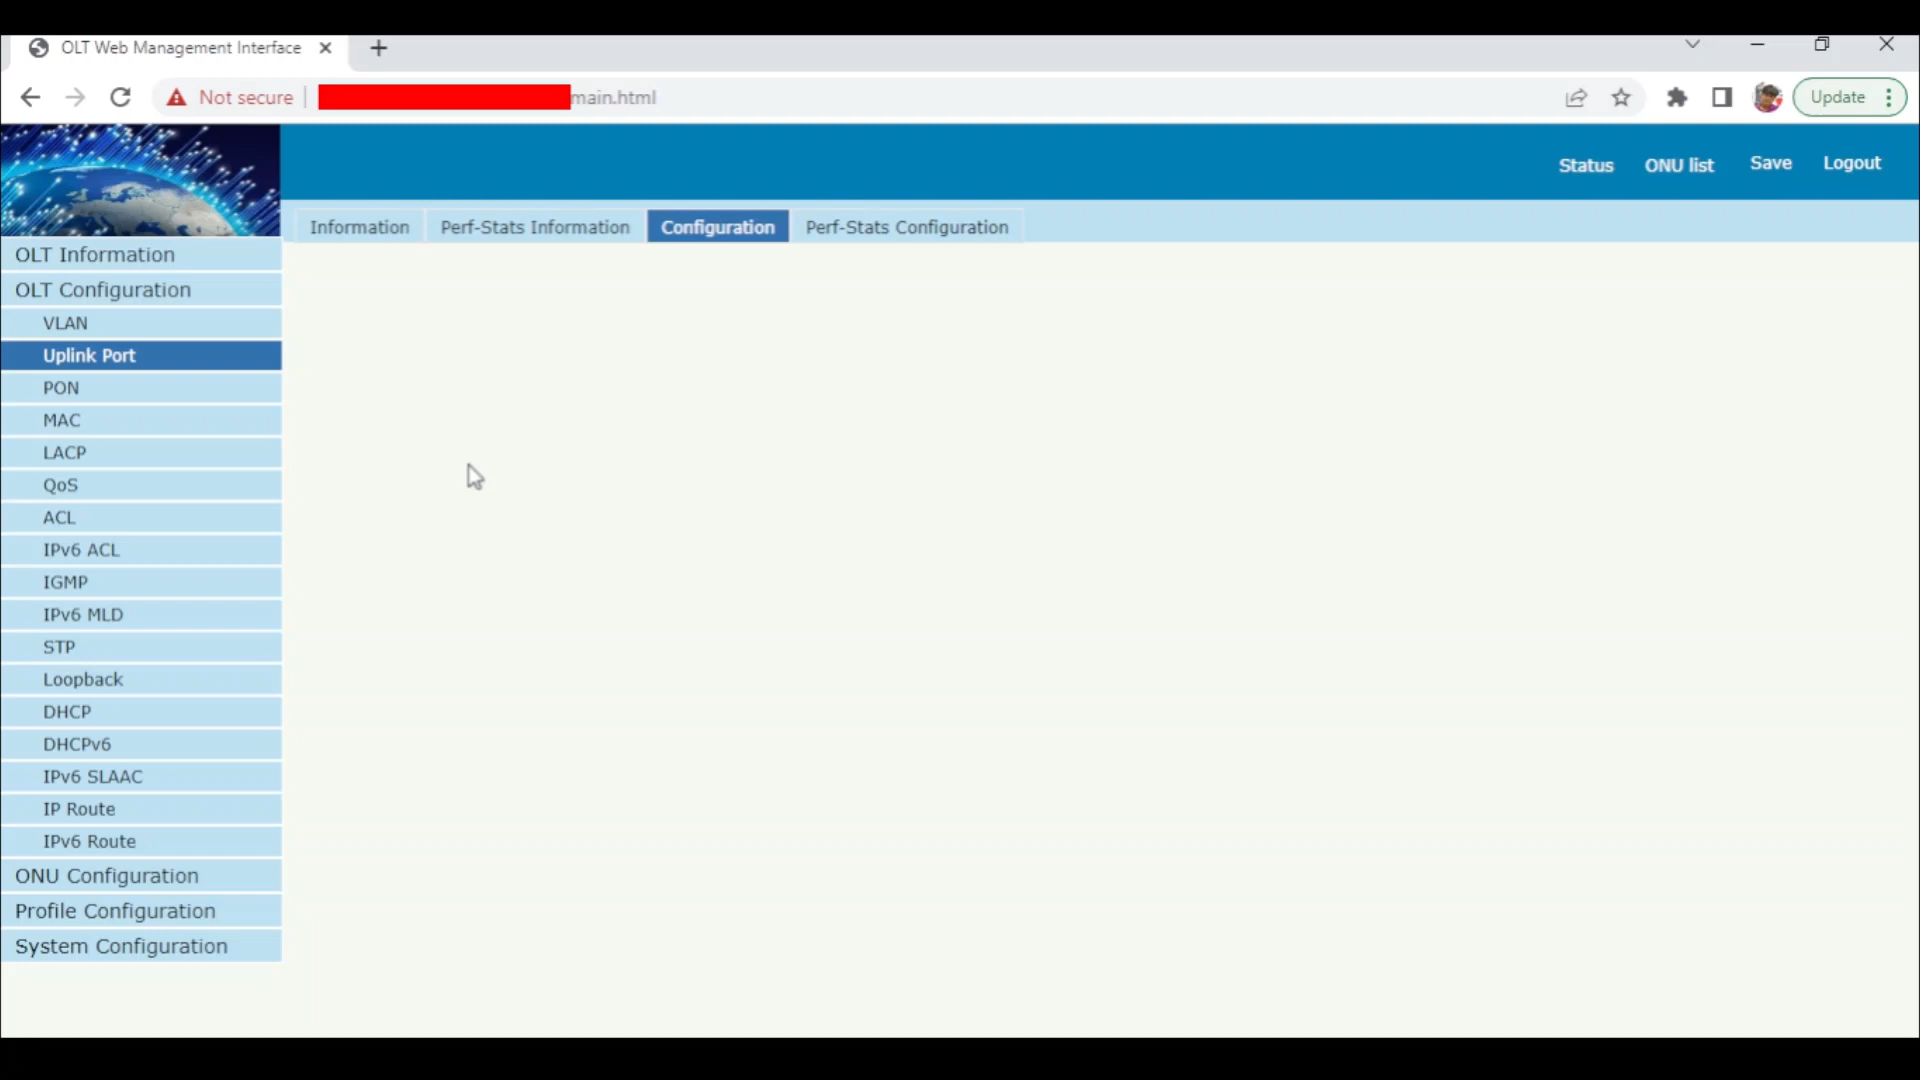 OLT Web Management Interface
Not secure
main.html
Update
Status
ONU list
Save
Logout
Information
Perf-Stats Information
Configuration
Perf-Stats Configuration
OLT Information
OLT Configuration
VLAN
Uplink Port
PON
MAC
LACP
QoS
ACL
IPv6 ACL
IGMP
IPv6 MLD
STP
Loopback
DHCP
DHCPv6
IPv6 SLAAC
IP Route
IPv6 Route
ONU Configuration
Profile Configuration
System Configuration